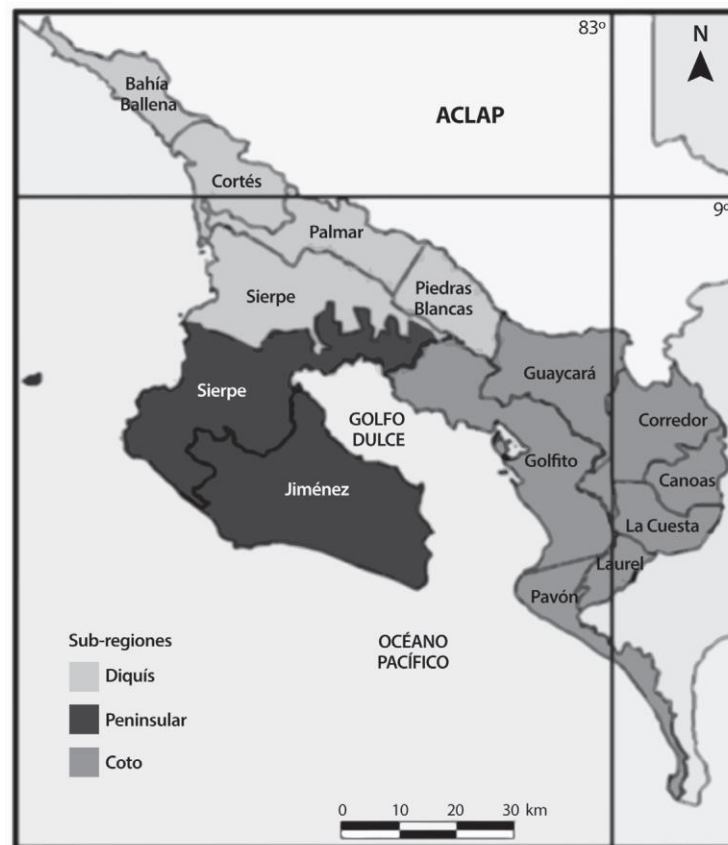 83º
N
ACLAP
Bahía
Ballena
Cortés
9º
Palmar
Sierpe
Piedras
Blancas
Guaycará
Sierpe
GOLFO
DULCE
Corredor
Golfito
Canoas
Jiménez
La Cuesta
Laurel
Pavón
OCÉANO
PACÍFICO
Sub-regiones
Diquís
Peninsular
Coto
0 10 20 30 km